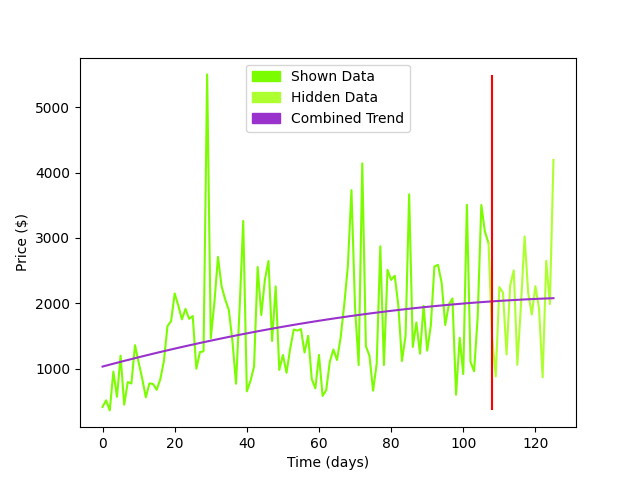 Shown Data
Hidden Data
Combined Trend
Price ($)
5000
4000
3000
2000
1000
0 20 40 60 80 100 120
Time (days)